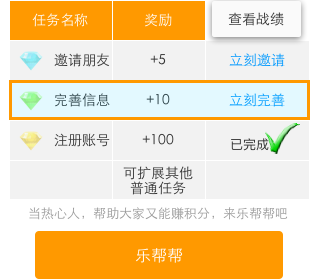 任务名称 奖励 查看战绩
邀请朋友 +5 立刻邀请
完善信息 +10 立刻完善
注册账号 +100 已完成
可扩展其他
普通任务
当热心人，帮助大家又能赚积分，来乐帮帮吧
乐帮帮